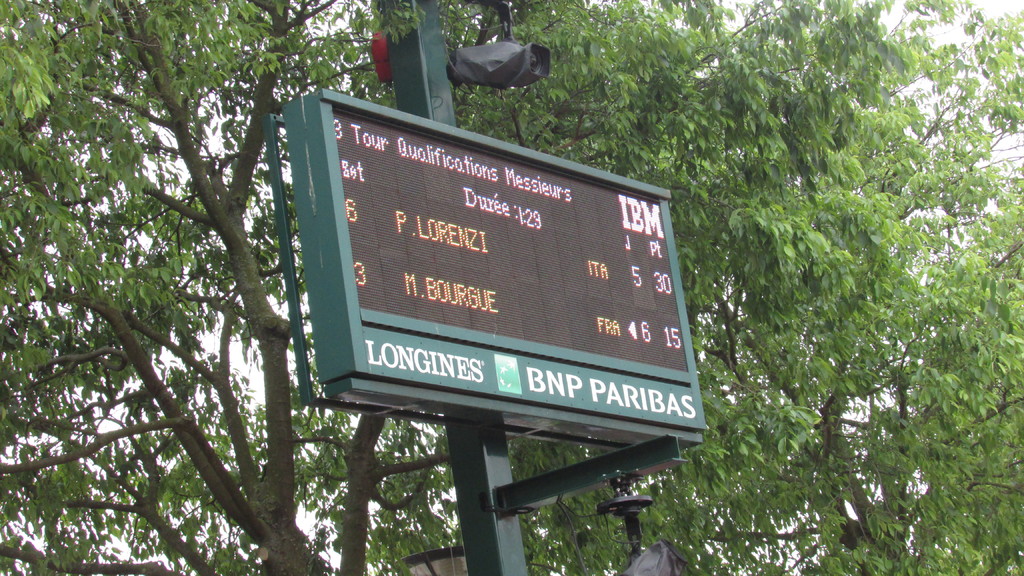 3 Tour Qualifications Messieurs
Durée :1:29
Set
IBM
J Pt
6 P.LORENZI ITA 5 30
3 M.BOURGUE FRA 6 15
LONGINES BNP PARIBAS